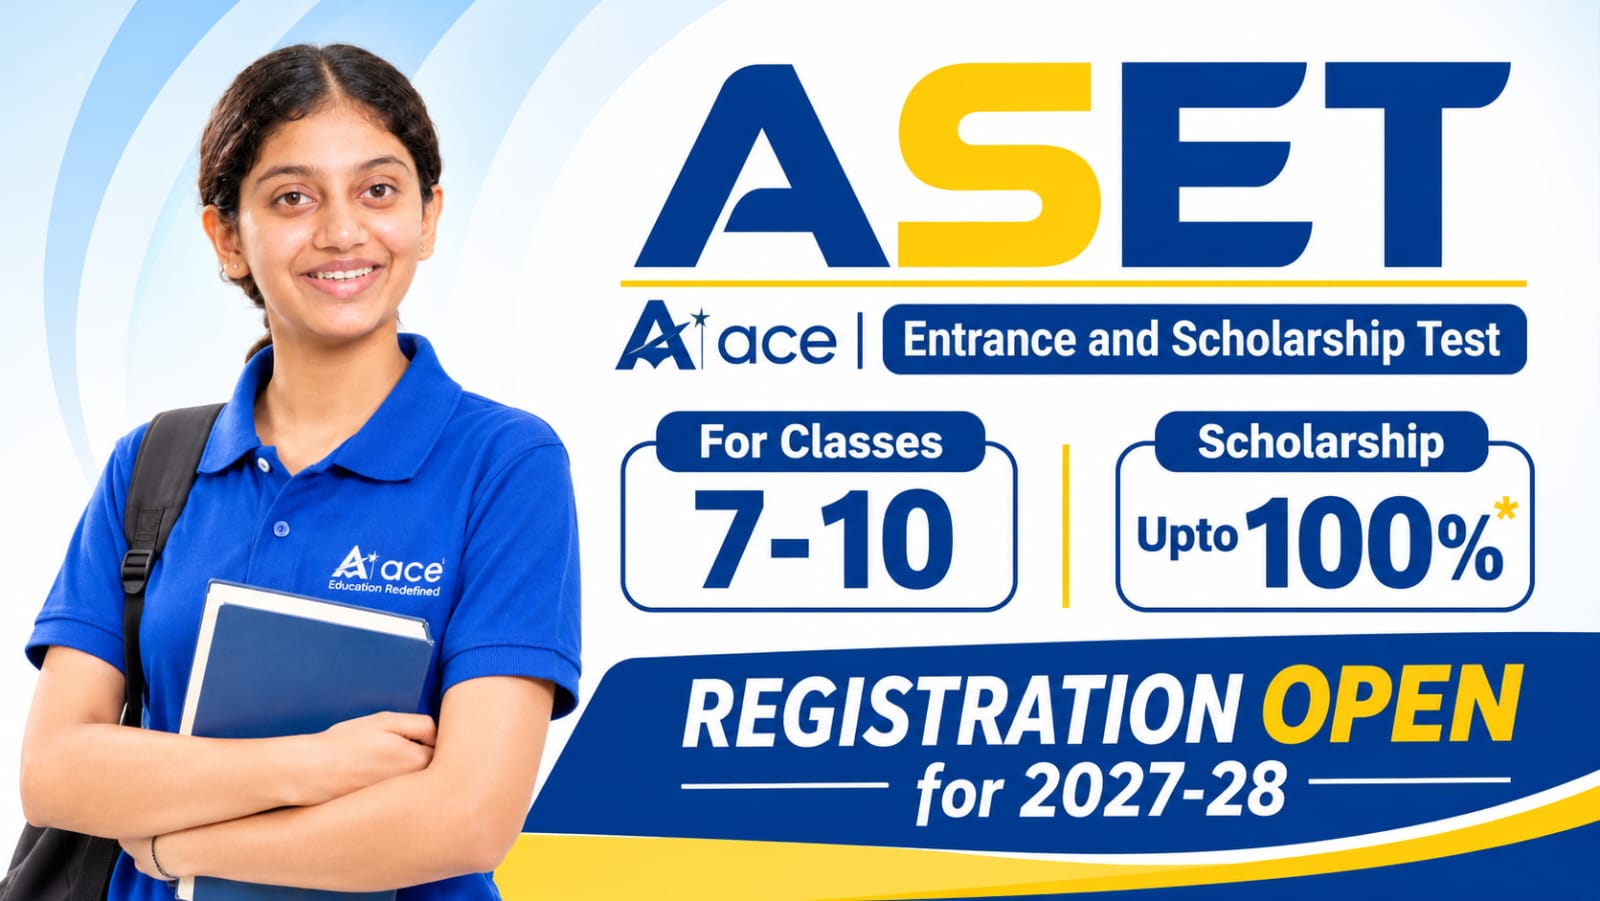 ASET
ace | Entrance and Scholarship Test
For Classes
7-10
Scholarship
Upto 100%*
REGISTRATION OPEN
for 2027-28
ace
Education Redefined